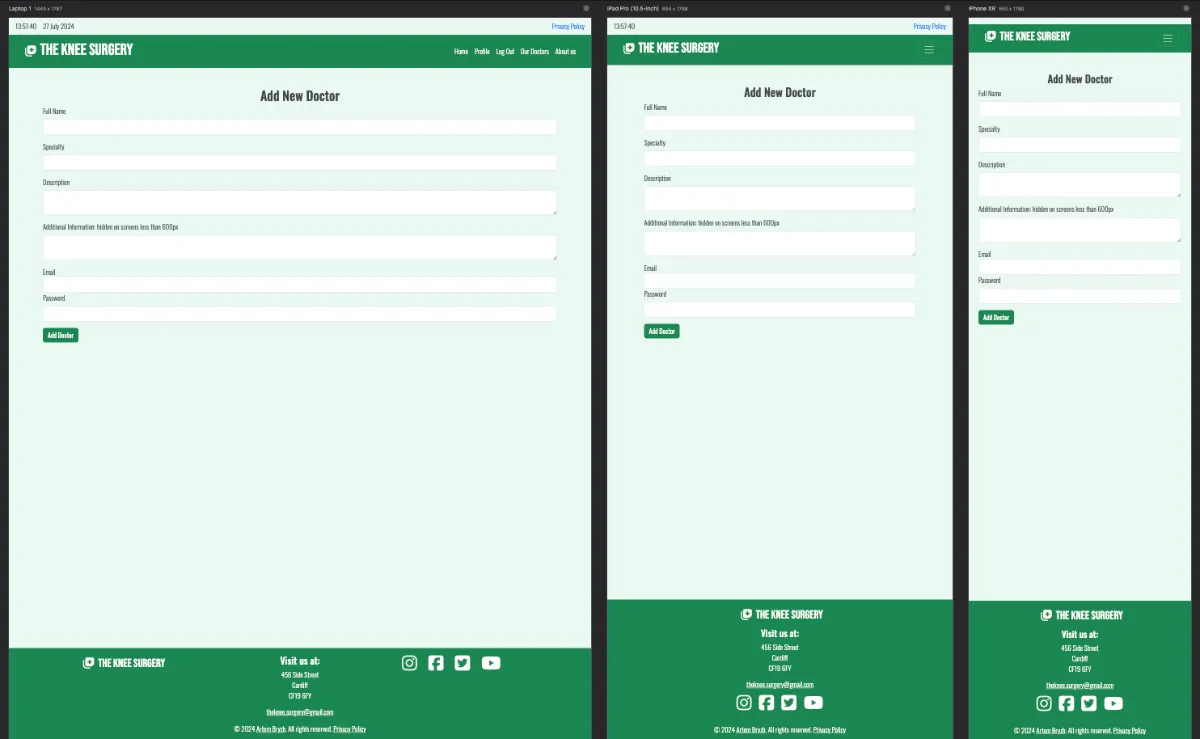 Laptop 1 1440 x 1787
13:57:40 27 July 2024 Privacy Policy
THE KNEE SURGERY
Home Profile Log Out Our Doctors About us
Add New Doctor
Full Name
Specialty
Description
Additional Information: hidden on screens less than 600px
Email
Password
Add Doctor
THE KNEE SURGERY
Visit us at:
456 Side Street
Cardiff
CF19 6FY
theknee.surgery@gmail.com
© 2024 Artem Bryzh. All rights reserved. Privacy Policy
iPad Pro (10.5-inch)
13:57:40 Privacy Policy
THE KNEE SURGERY
Add New Doctor
Full Name
Specialty
Description
Additional Information: hidden on screens less than 600px
Email
Password
Add Doctor
THE KNEE SURGERY
Visit us at:
456 Side Street
Cardiff
CF19 6FY
theknee.surgery@gmail.com
© 2024 Artem Bryzh. All rights reserved. Privacy Policy
iPhone XR
THE KNEE SURGERY
Add New Doctor
Full Name
Specialty
Description
Additional Information: hidden on screens less than 600px
Email
Password
Add Doctor
THE KNEE SURGERY
Visit us at:
456 Side Street
Cardiff
CF19 6FY
theknee.surgery@gmail.com
© 2024 Artem Bryzh. All rights reserved. Privacy Policy